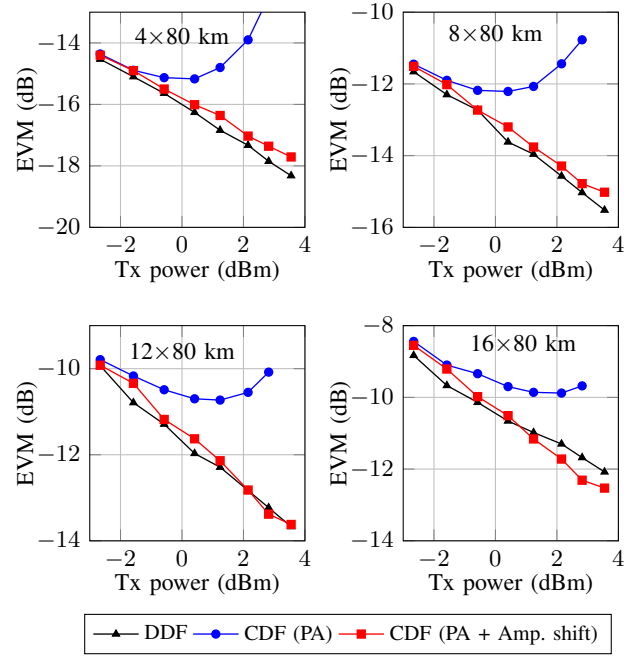 4×80 km
EVM (dB)
−14
−16
−18
−20
−2
0
2
4
Tx power (dBm)
8×80 km
EVM (dB)
−10
−12
−14
−16
−2
0
2
4
Tx power (dBm)
12×80 km
EVM (dB)
−10
−12
−14
−2
0
2
4
Tx power (dBm)
16×80 km
EVM (dB)
−8
−10
−12
−14
−2
0
2
4
Tx power (dBm)
DDF CDF (PA) CDF (PA + Amp. shift)